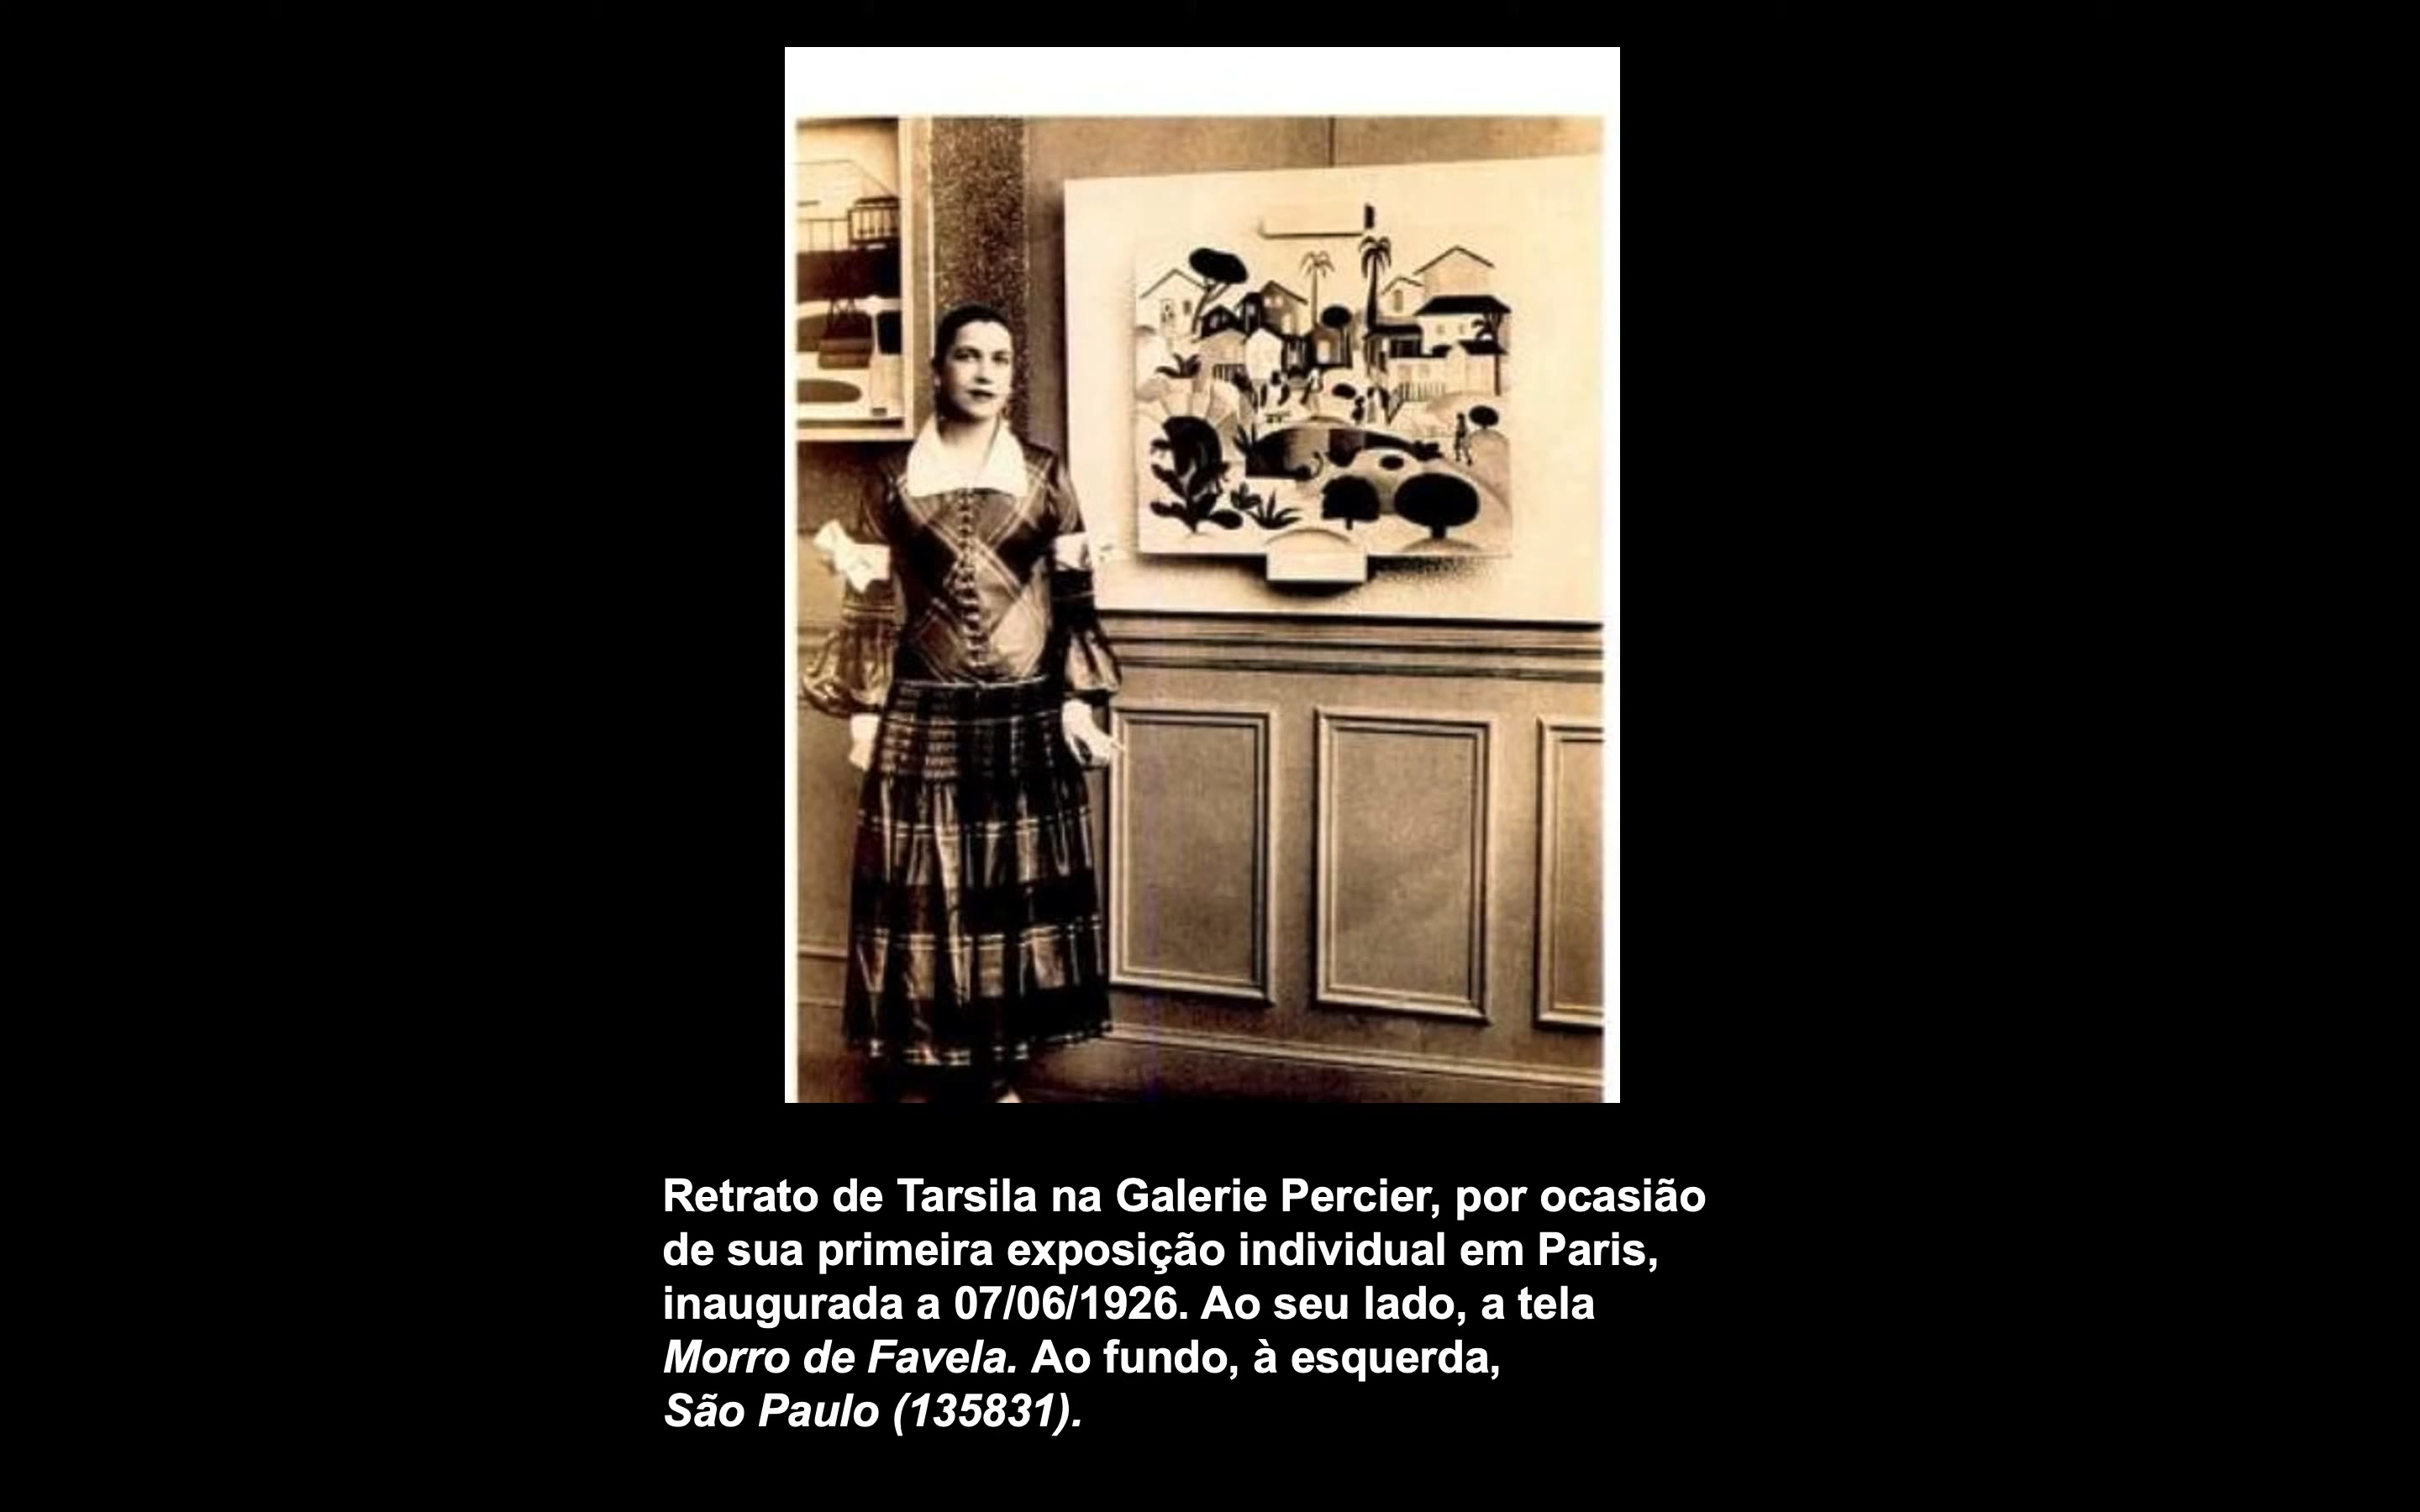 Retrato de Tarsila na Galerie Percier, por ocasião
de sua primeira exposição individual em Paris,
inaugurada a 07/06/1926. Ao seu lado, a tela
Morro de Favela. Ao fundo, à esquerda,
São Paulo (135831).